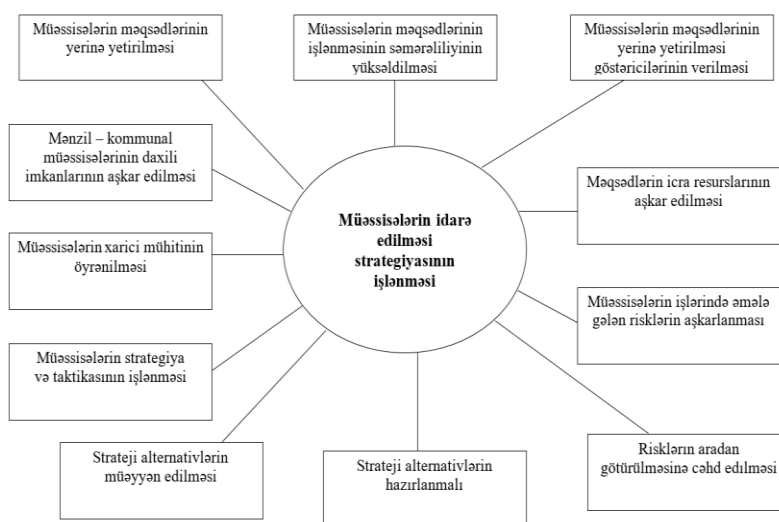 Müəssisələrin məqsədlərinin
yerinə yetirilməsi
Müəssisələrin məqsədlərinin
işlənməsinin səmərəliliyinin
yüksəldilməsi
Müəssisələrin məqsədlərinin
yerinə yetirilməsi
göstəricilərinin verilməsi
Mənzil – kommunal
müəssisələrinin daxili
imkanlarının aşkar edilməsi
Məqsədlərin icra resurslarının
aşkar edilməsi
Müəssisələrin idarə
edilməsi
strategiyasının
işlənməsi
Müəssisələrin xarici mühitinin
öyrənilməsi
Müəssisələrin işlərində əmələ
gələn risklərin aşkarlanması
Müəssisələrin strategiya
və taktikasının işlənməsi
Strateji alternativlərin
müəyyən edilməsi
Strateji alternativlərin
hazırlanmalı
Risklərın aradan
götürülməsinə cəhd edılməsi